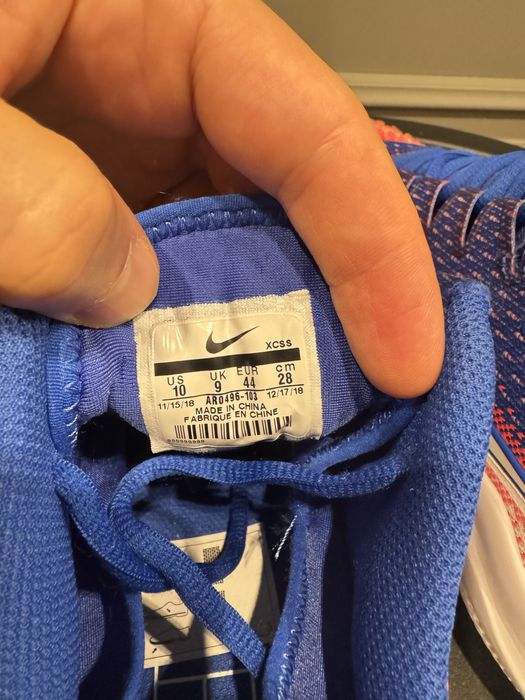 XCSS
US UK EUR cm
10 9 44 28
11/15/18 AR0496-103 12/17/18
MADE IN CHINA
FABRIQUE EN CHINE